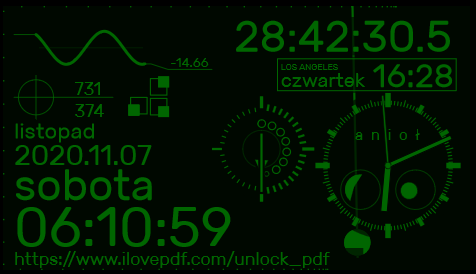 28:42:30.5
-14.66
LOS ANGELES
czwartek 16:28
731
374
listopad
2020.11.07
sobota
06:10:59
anioł
https://www.ilovepdf.com/unlock_pdf